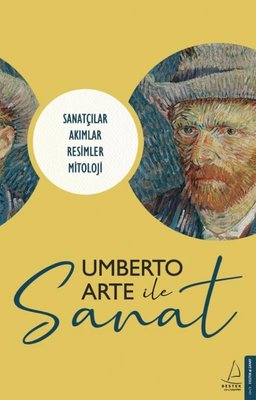 SANATÇILAR
AKIMLAR
RESİMLER
MİTOLOJİ
UMBERTO
ARTE ile
Sanat
DESTEK